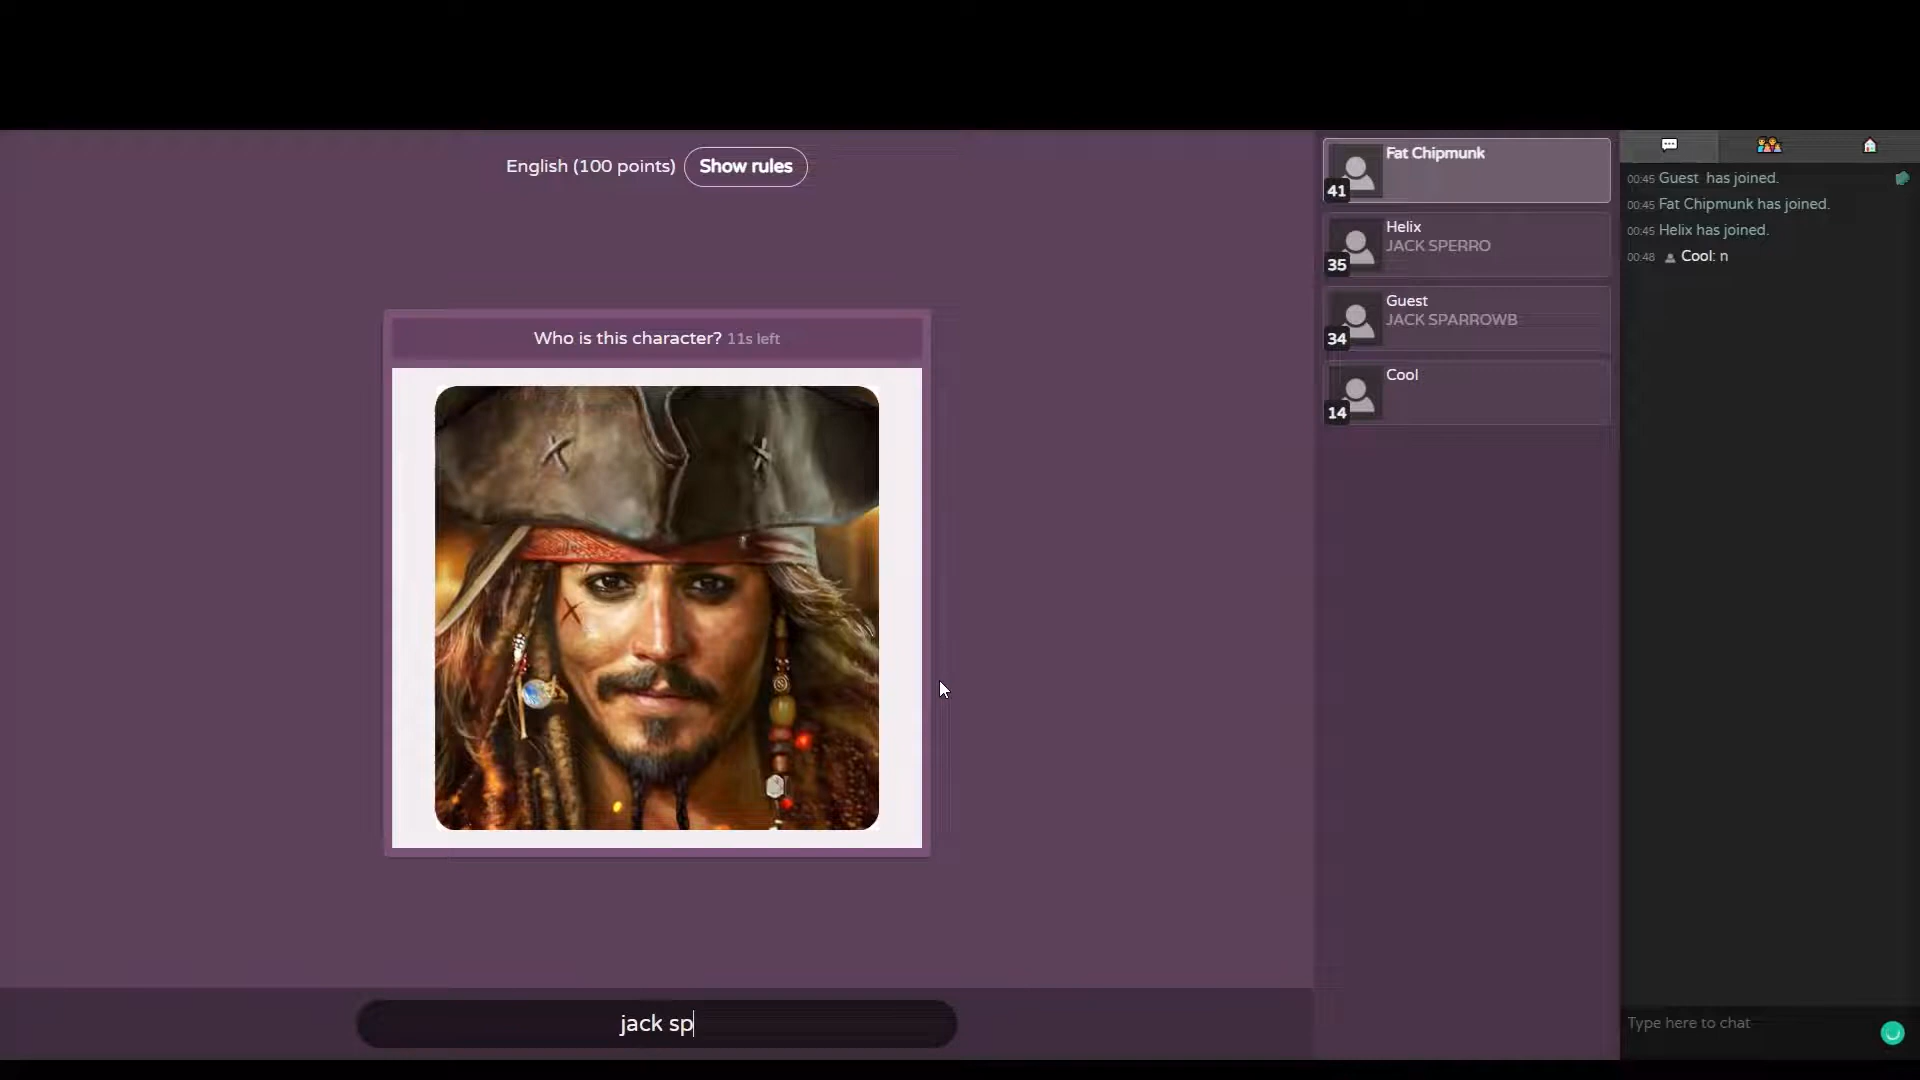 English (100 points) Show rules
Who is this character? 11s left
jack sp
Fat Chipmunk
41
Helix
JACK SPERRO
35
Guest
JACK SPARROWB
34
Cool
14
00:45 Guest has joined.
00:45 Fat Chipmunk has joined.
00:45 Helix has joined.
00:48 Cool: n
Type here to chat